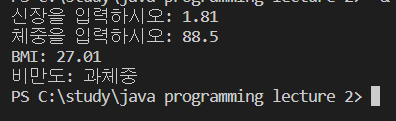 신장을 입력하시오: 1.81
체중을 입력하시오: 88.5
BMI: 27.01
비만도: 과체중
PS C:\study\java programming lecture 2>